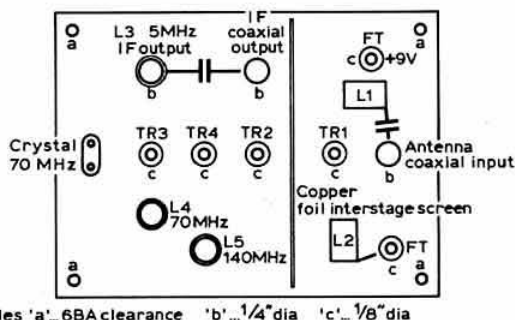 L3 5MHz
IF output
IF
coaxial
output
FT
+9V
a
a
b
b
c
L1
Crystal
70 MHz
TR3
TR4
TR2
TR1
c
c
c
c
Antenna
coaxial input
b
L4
70MHz
L5
140MHz
Copper
foil interstage screen
L2
FT
c
a
a
les 'a'... 6BA clearance 'b'... 1/4" dia 'c'... 1/8" dia